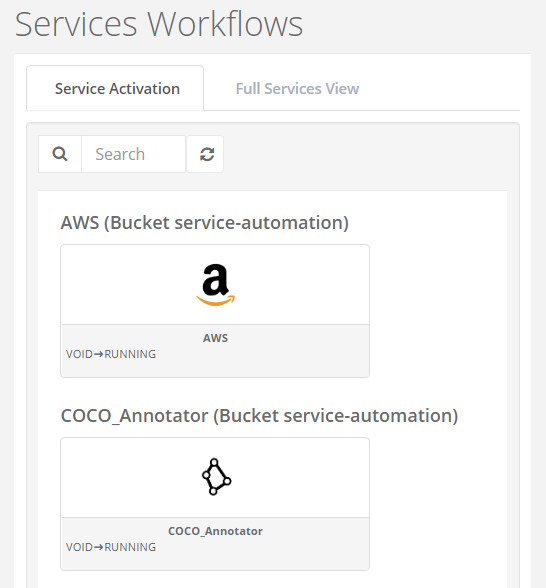 Services Workflows
Service Activation
Full Services View
Search
AWS (Bucket service-automation)
a
AWS
VOID➔RUNNING
COCO_Annotator (Bucket service-automation)
COCO_Annotator
VOID➔RUNNING